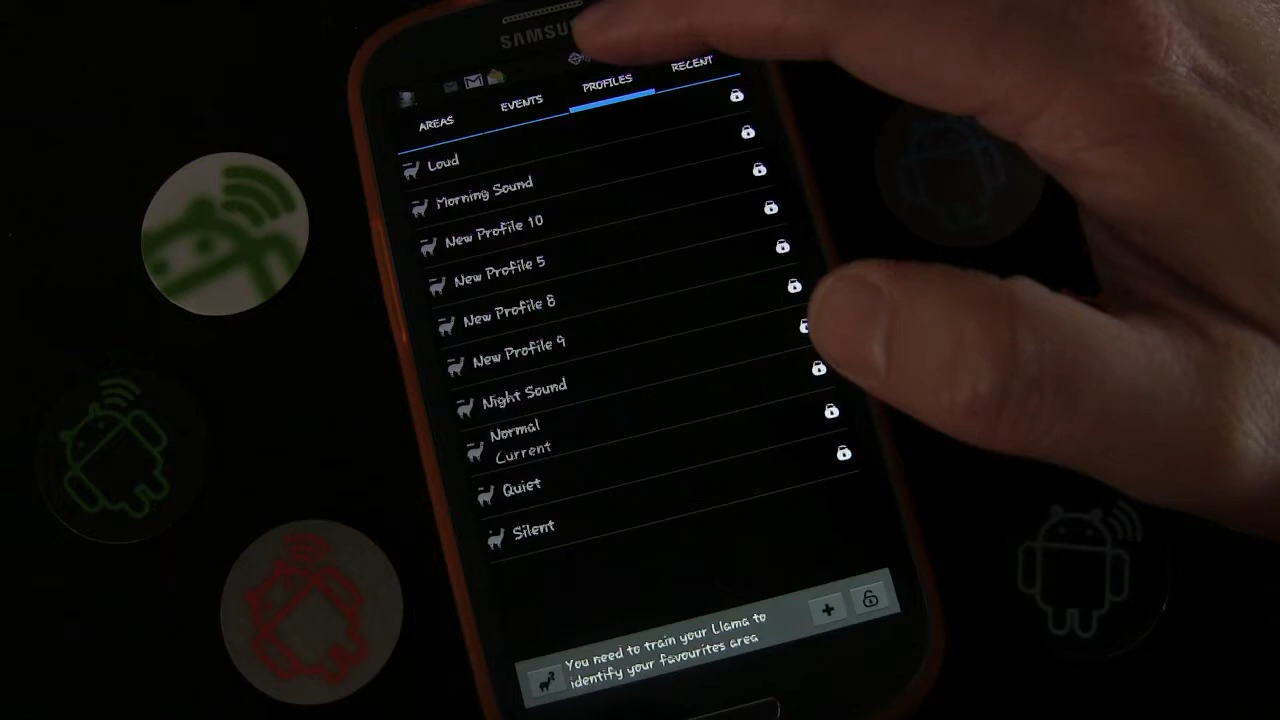 SAMSU
AREAS
EVENTS
PROFILES
RECENT
Loud
Morning Sound
New Profile 10
New Profile 5
New Profile 8
New Profile 9
Night Sound
Normal
Current
Quiet
Silent
You need to train your Llama to
identify your favourites area